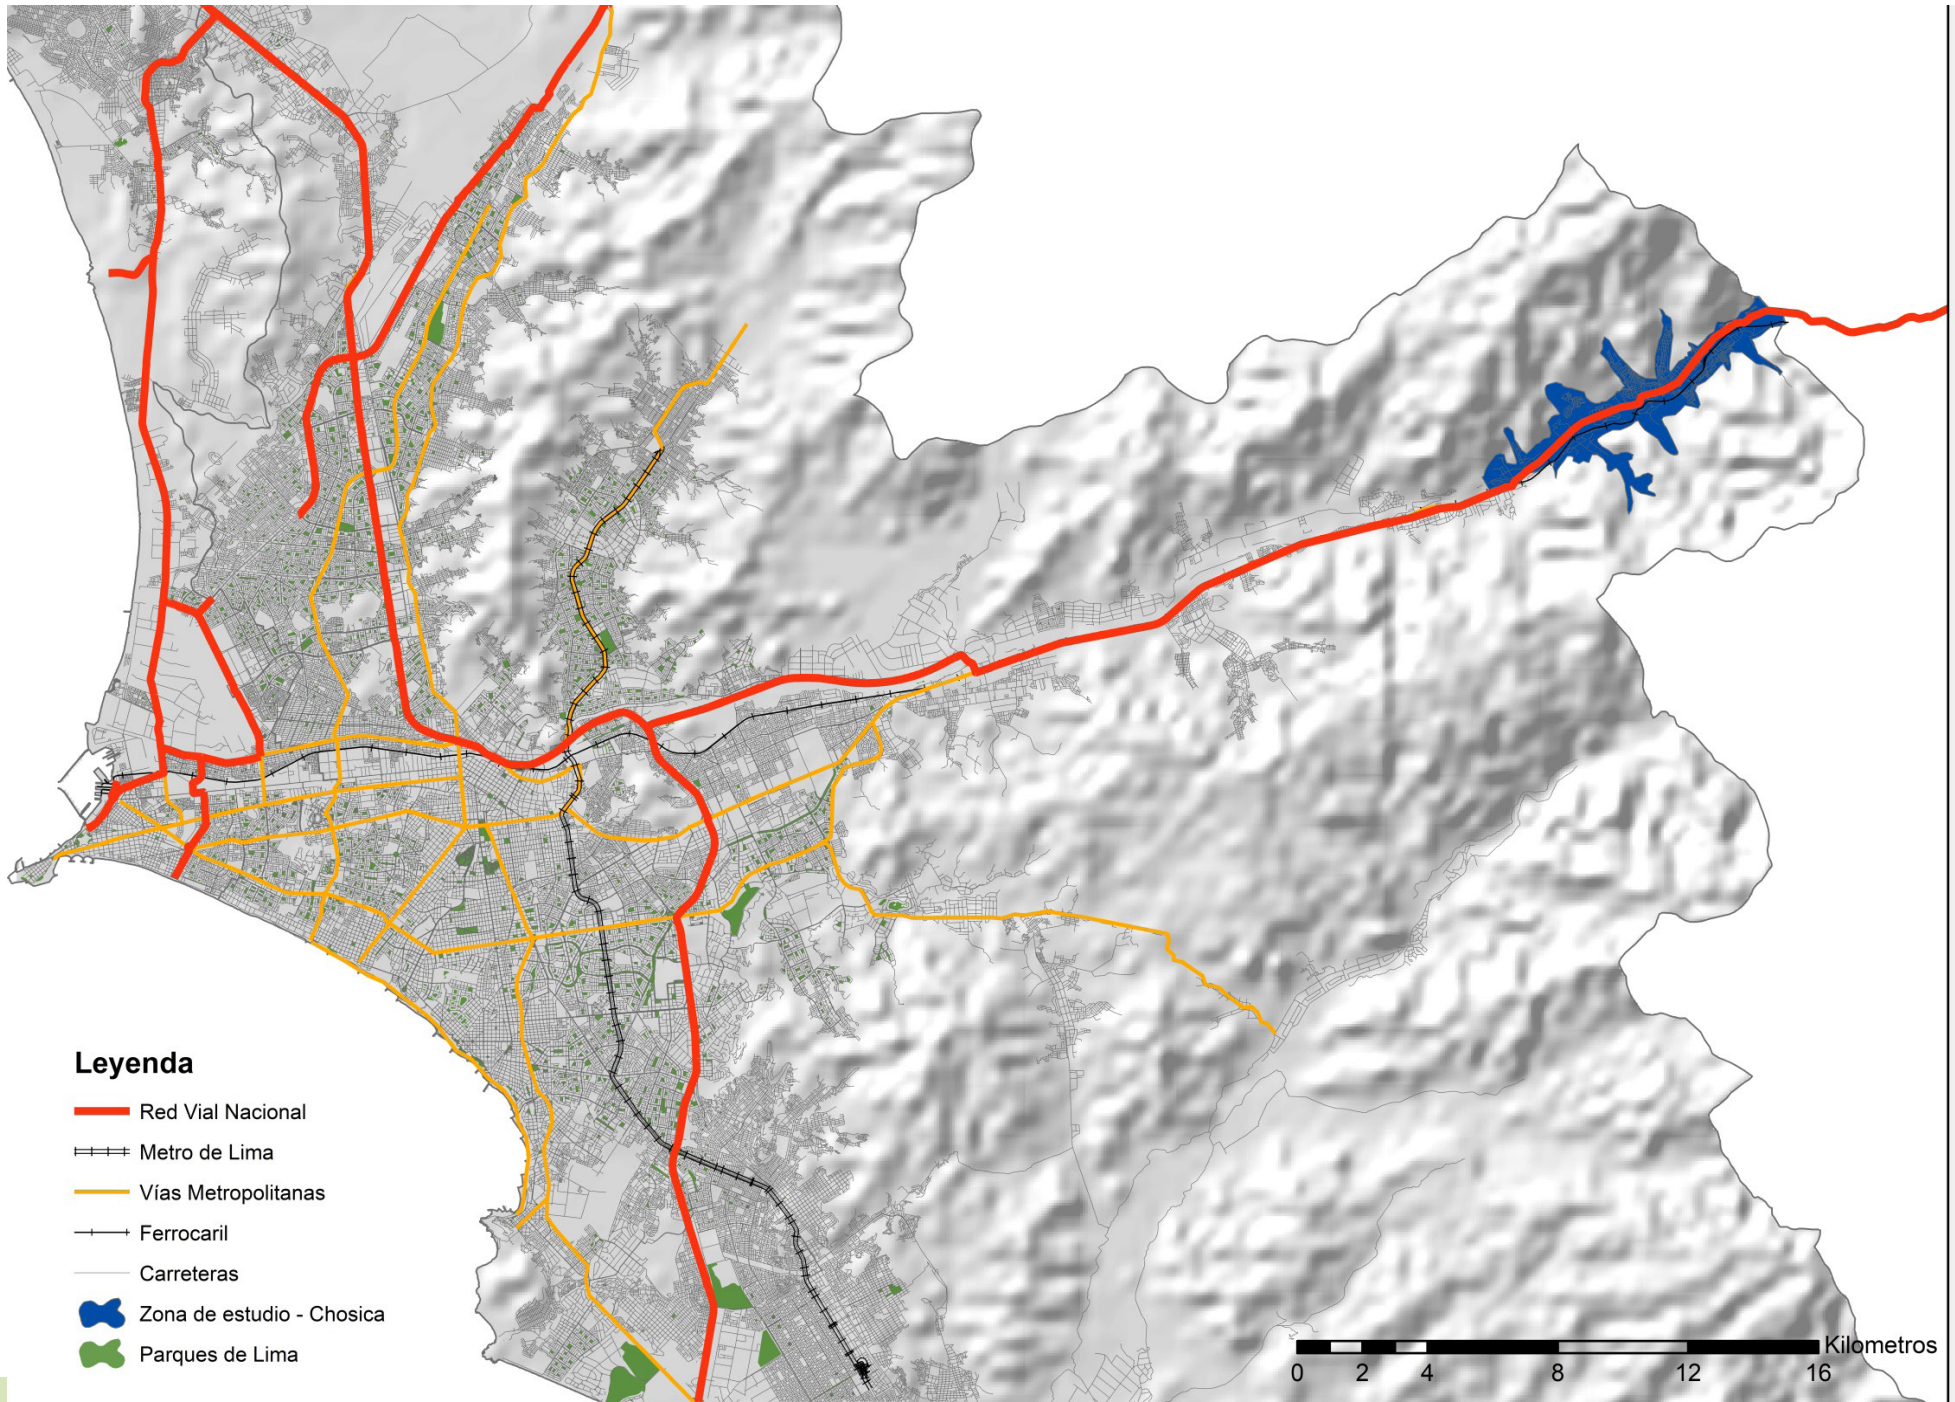 Leyenda
Red Vial Nacional
Metro de Lima
Vías Metropolitanas
Ferrocaril
Carreteras
Zona de estudio - Chosica
Parques de Lima
Kilometros
0 2 4 8 12 16